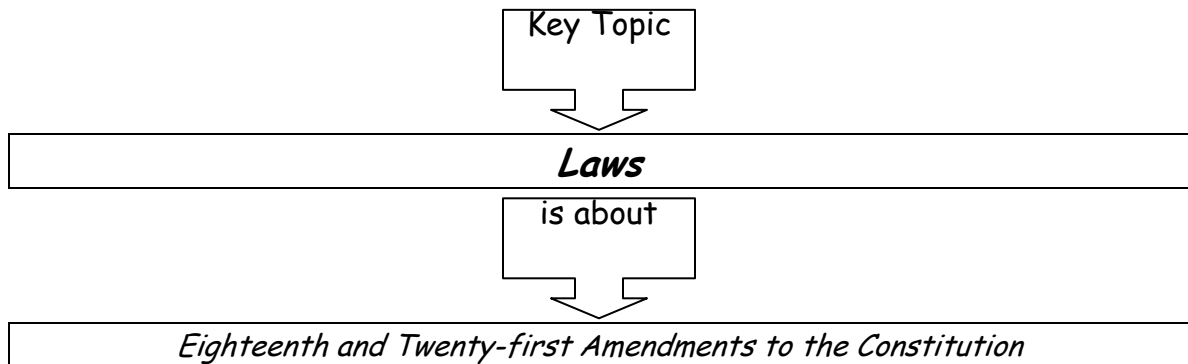 Key Topic
Laws
is about
Eighteenth and Twenty-first Amendments to the Constitution